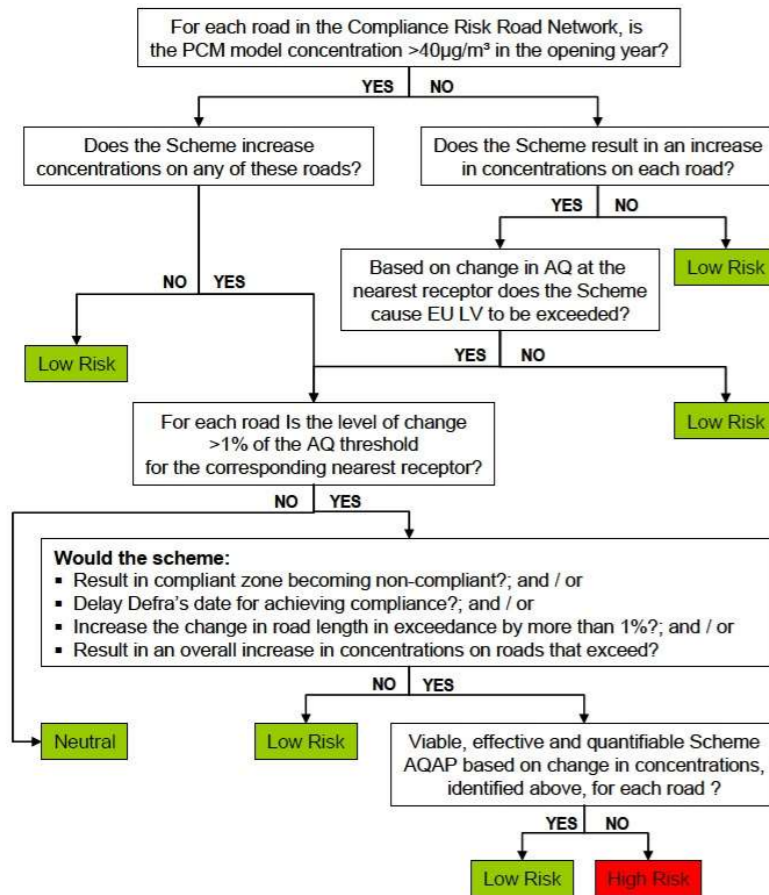 For each road in the Compliance Risk Road Network, is
the PCM model concentration >40µg/m³ in the opening year?
YES
NO
Does the Scheme increase
concentrations on any of these roads?
Does the Scheme result in an increase
in concentrations on each road?
YES
NO
NO
YES
Based on change in AQ at the
nearest receptor does the Scheme
cause EU LV to be exceeded?
Low Risk
Low Risk
YES
NO
For each road Is the level of change
>1% of the AQ threshold
for the corresponding nearest receptor?
Low Risk
NO
YES
Would the scheme:
▪ Result in compliant zone becoming non-compliant?; and / or
▪ Delay Defra's date for achieving compliance?; and / or
▪ Increase the change in road length in exceedance by more than 1%?; and / or
▪ Result in an overall increase in concentrations on roads that exceed?
NO
YES
Neutral
Low Risk
Viable, effective and quantifiable Scheme
AQAP based on change in concentrations,
identified above, for each road ?
YES
NO
Low Risk
High Risk